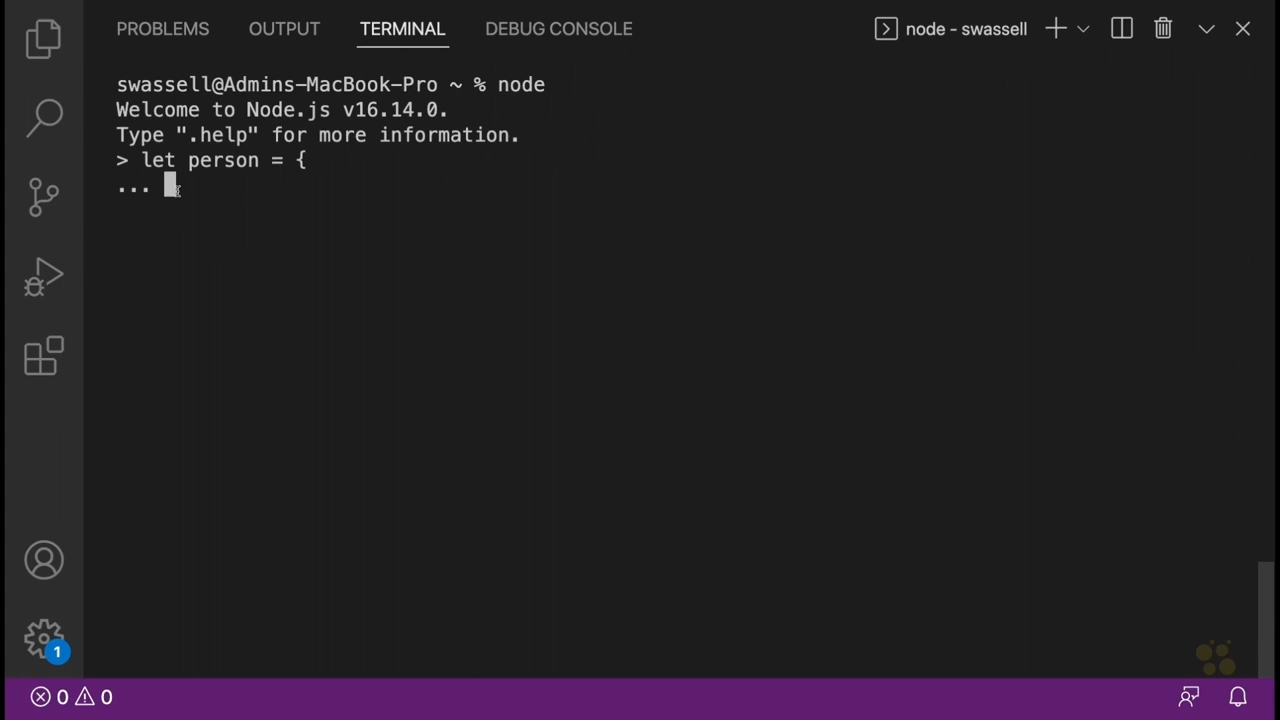 PROBLEMS OUTPUT TERMINAL DEBUG CONSOLE node - swassell
swassell@Admins-MacBook-Pro ~ % node
Welcome to Node.js v16.14.0.
Type ".help" for more information.
> let person = {
...
1
0 0